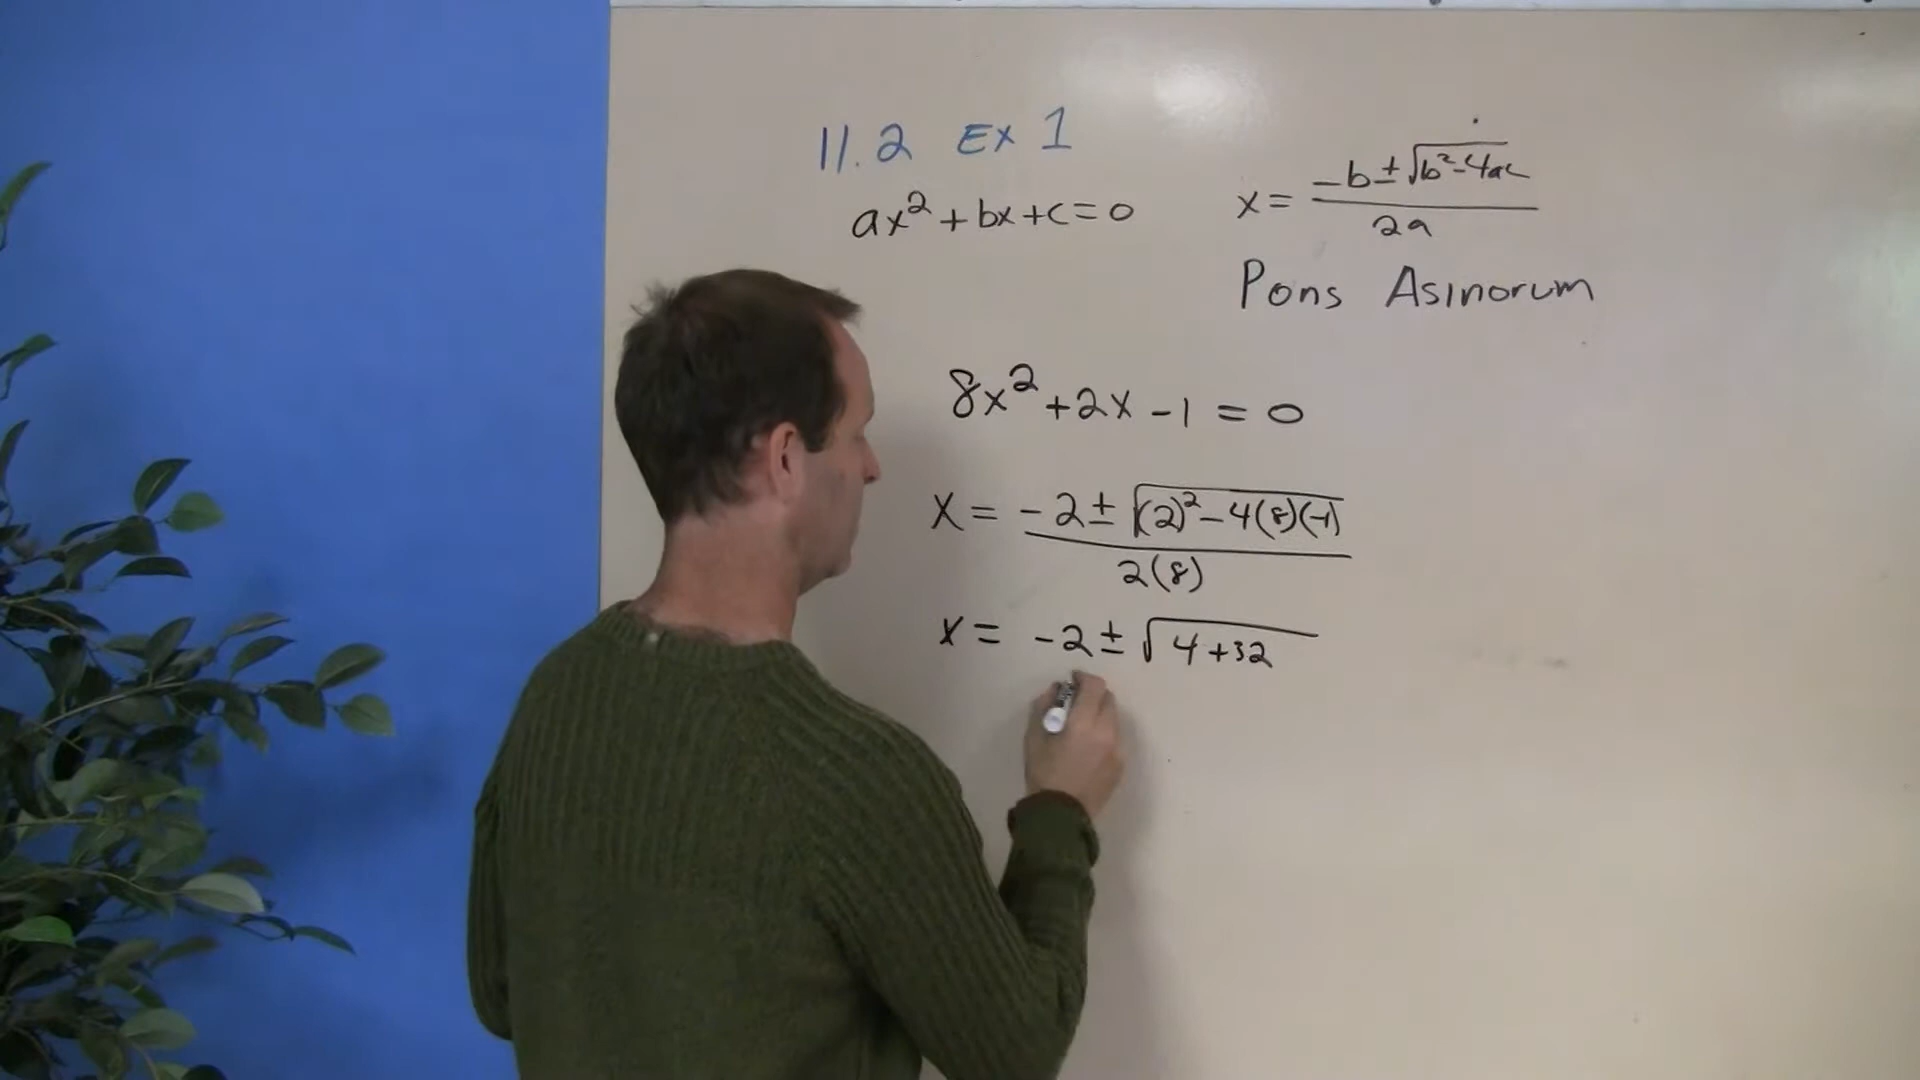 11.2 Ex 1
ax² + bx + c = 0
x = -b ± √b² - 4ac / 2a
Pons Asinorum
8x² + 2x - 1 = 0
x = -2 ± √(2)² - 4(8)(-1) / 2(8)
x = -2 ± √4 + 32